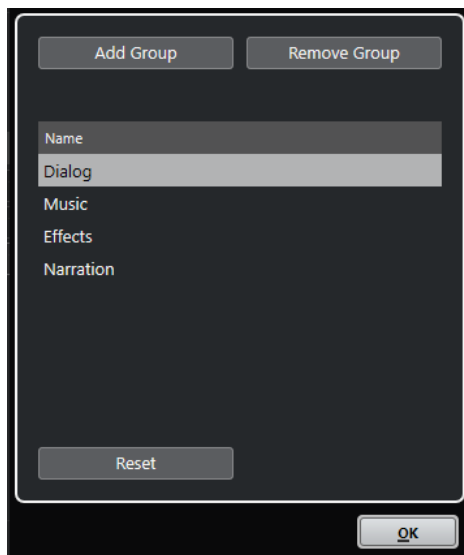 Add Group Remove Group
Name
Dialog
Music
Effects
Narration
Reset
OK